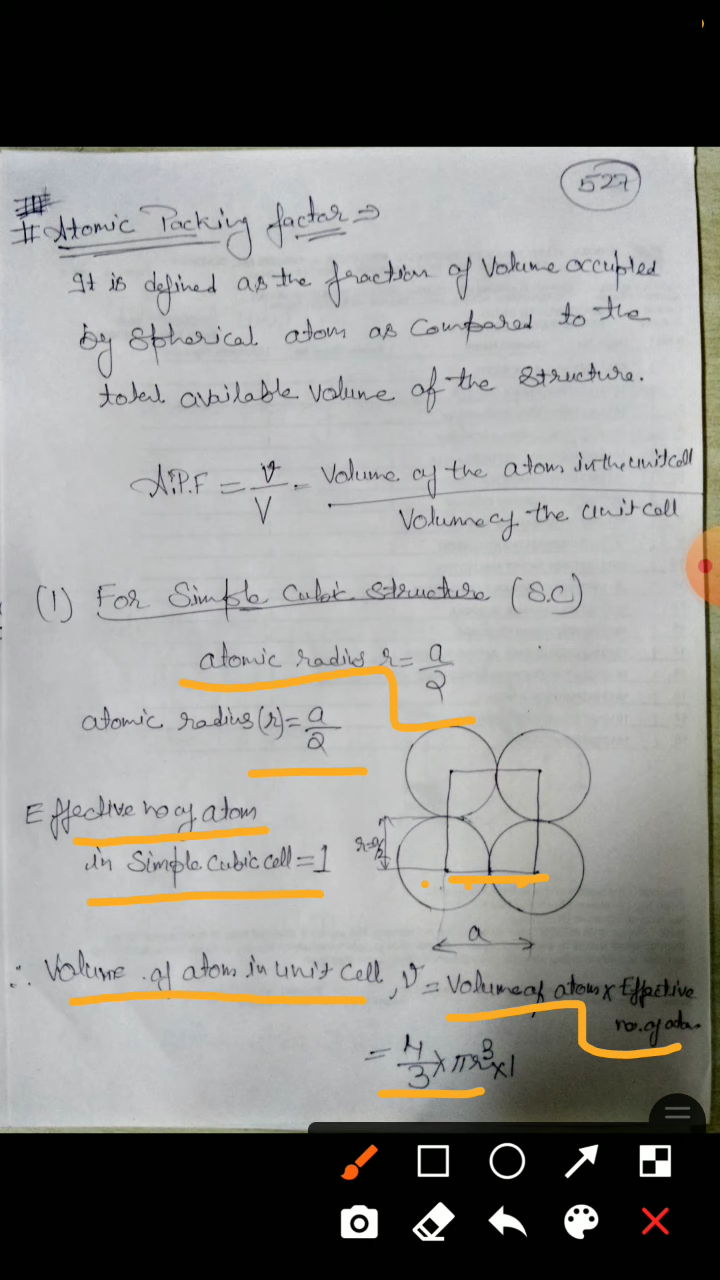 527
# Atomic Packing factor ⇒
It is defined as the fraction of Volume occupied
by Spherical atom as Compared to the
total available Volume of the Structure.
A.P.F = v/V = Volume of the atom in the unit cell / Volume of the Unit cell
(1) For Simple Cubic Structure (S.C)
atomic radius r = a/2
atomic radius (r) = a/2
Effective no of atom
in Simple Cubic cell = 1
r=a/2
a
∴ Volume of atom in unit cell, v = Volume of atom x Effective
no. of atom
= 4/3 x πr³ x 1